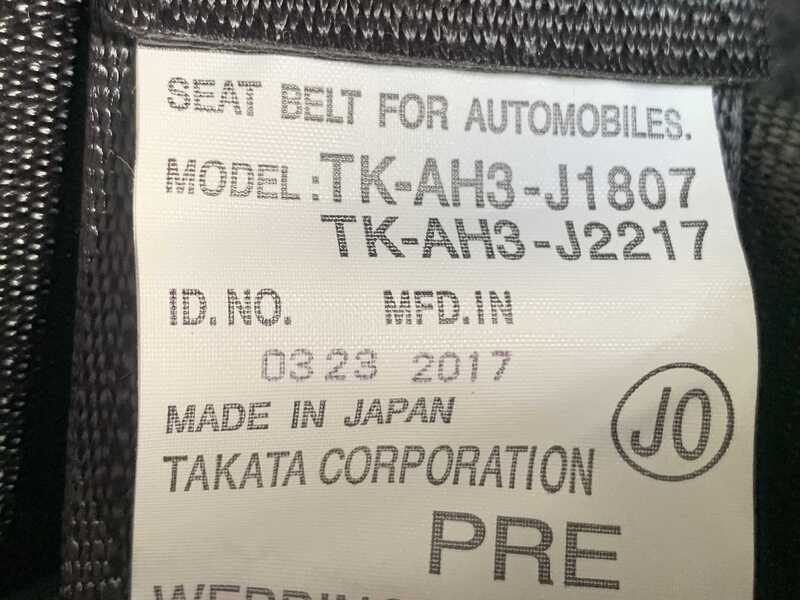 SEAT BELT FOR AUTOMOBILES.
MODEL:TK-AH3-J1807
TK-AH3-J2217
ID.NO. MFD.IN
0323 2017
MADE IN JAPAN
JO
TAKATA CORPORATION
PRE
WEBBING